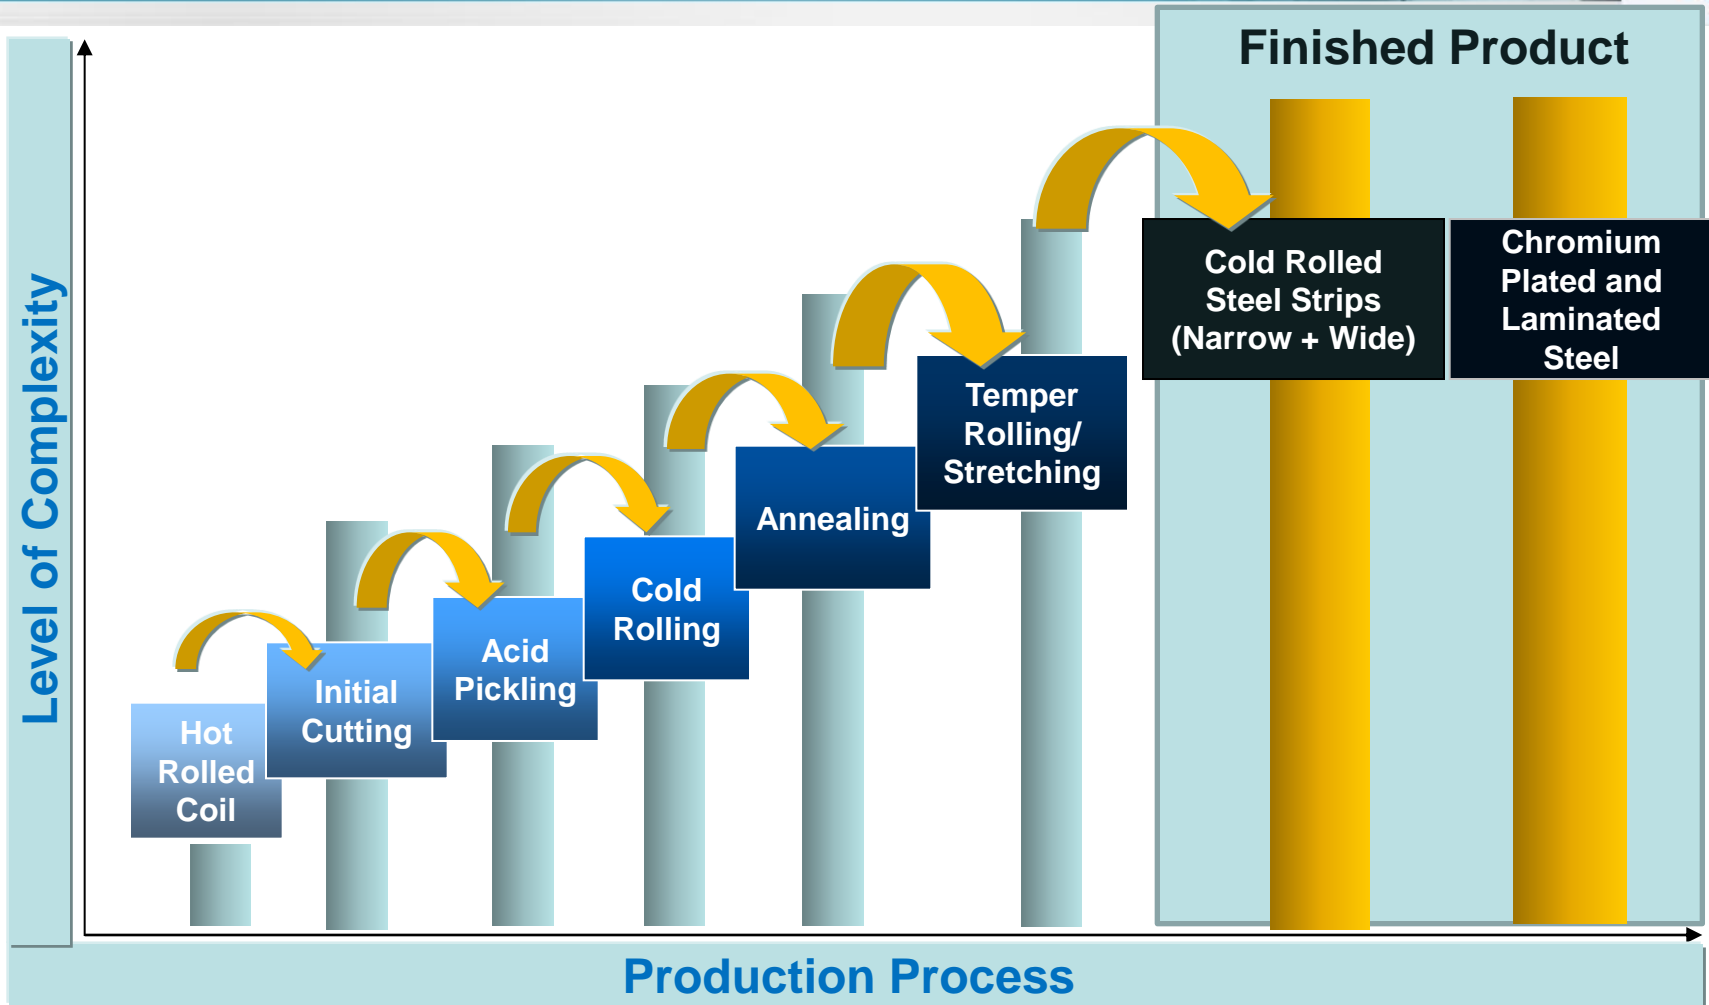 Finished Product
Level of Complexity
Hot
Rolled
Coil
Initial
Cutting
Acid
Pickling
Cold
Rolling
Annealing
Temper
Rolling/
Stretching
Cold Rolled
Steel Strips
(Narrow + Wide)
Chromium
Plated and
Laminated
Steel
Production Process